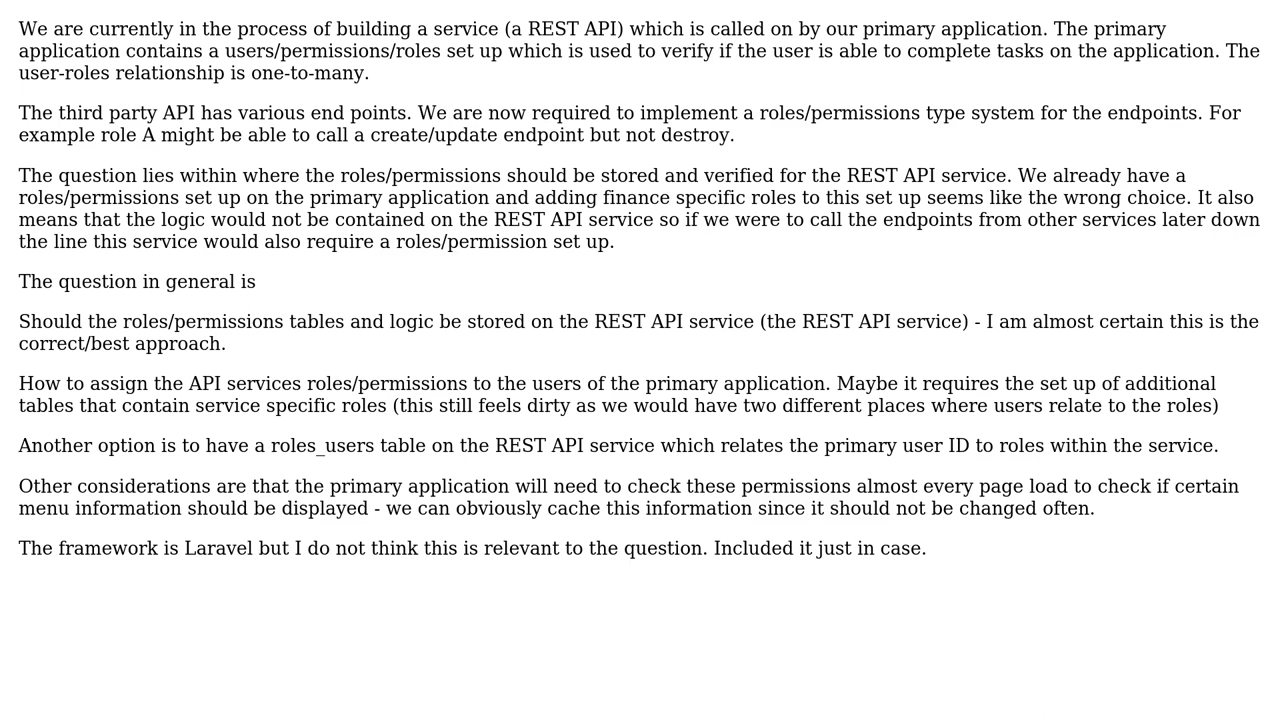 We are currently in the process of building a service (a REST API) which is called on by our primary application. The primary
application contains a users/permissions/roles set up which is used to verify if the user is able to complete tasks on the application. The
user-roles relationship is one-to-many.
The third party API has various end points. We are now required to implement a roles/permissions type system for the endpoints. For
example role A might be able to call a create/update endpoint but not destroy.
The question lies within where the roles/permissions should be stored and verified for the REST API service. We already have a
roles/permissions set up on the primary application and adding finance specific roles to this set up seems like the wrong choice. It also
means that the logic would not be contained on the REST API service so if we were to call the endpoints from other services later down
the line this service would also require a roles/permission set up.
The question in general is
Should the roles/permissions tables and logic be stored on the REST API service (the REST API service) - I am almost certain this is the
correct/best approach.
How to assign the API services roles/permissions to the users of the primary application. Maybe it requires the set up of additional
tables that contain service specific roles (this still feels dirty as we would have two different places where users relate to the roles)
Another option is to have a roles_users table on the REST API service which relates the primary user ID to roles within the service.
Other considerations are that the primary application will need to check these permissions almost every page load to check if certain
menu information should be displayed - we can obviously cache this information since it should not be changed often.
The framework is Laravel but I do not think this is relevant to the question. Included it just in case.